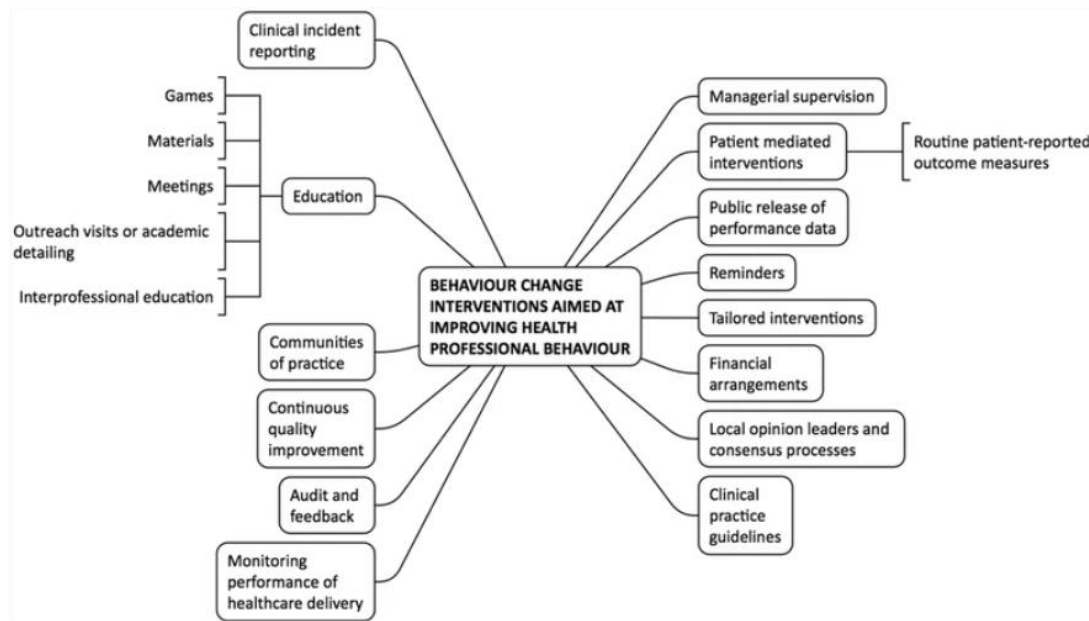 Clinical incident
reporting
Games
Materials
Meetings
Outreach visits or academic
detailing
Interprofessional education
Education
Communities
of practice
Continuous
quality
improvement
Audit and
feedback
Monitoring
performance of
healthcare delivery
BEHAVIOUR CHANGE
INTERVENTIONS AIMED AT
IMPROVING HEALTH
PROFESSIONAL BEHAVIOUR
Managerial supervision
Patient mediated
interventions
Routine patient-reported
outcome measures
Public release of
performance data
Reminders
Tailored interventions
Financial
arrangements
Local opinion leaders and
consensus processes
Clinical
practice
guidelines